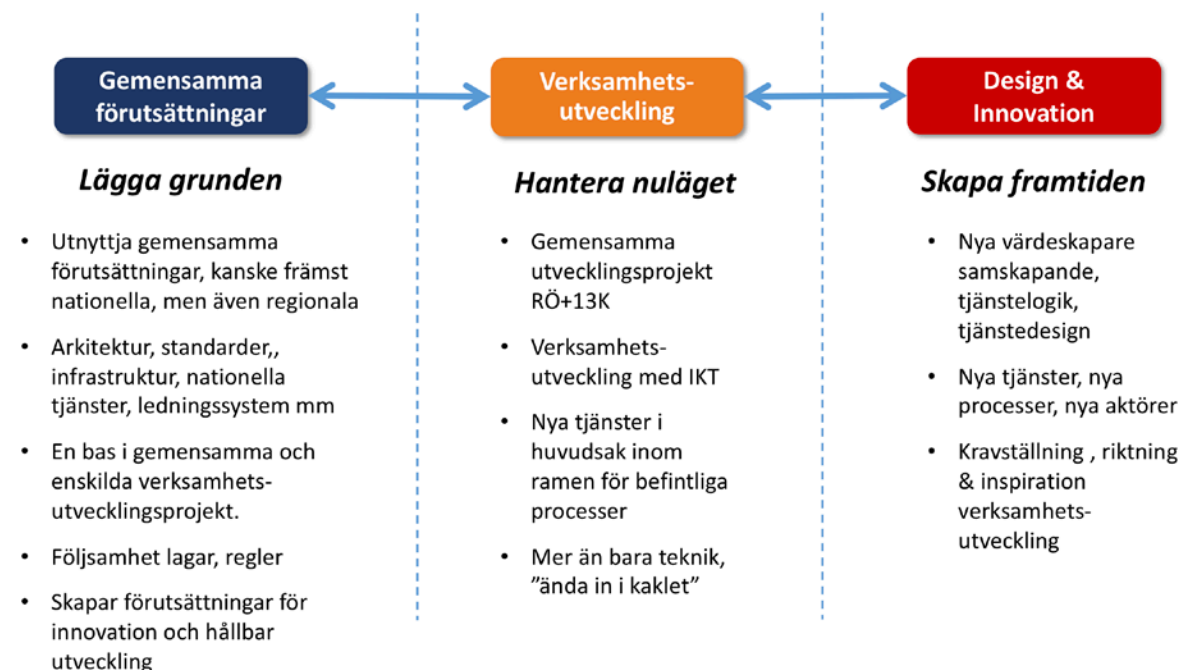 Gemensamma
förutsättningar
Lägga grunden
• Utnyttja gemensamma
förutsättningar, kanske främst
nationella, men även regionala
• Arkitektur, standarder,,
infrastruktur, nationella
tjänster, ledningssystem mm
• En bas i gemensamma och
enskilda verksamhets-
utvecklingsprojekt.
• Följsamhet lagar, regler
• Skapar förutsättningar för
innovation och hållbar
utveckling
Verksamhets-
utveckling
Hantera nuläget
• Gemensamma
utvecklingsprojekt
RÖ+13K
• Verksamhets-
utveckling med IKT
• Nya tjänster i
huvudsak inom
ramen för befintliga
processer
• Mer än bara teknik,
”ända in i kaklet”
Design &
Innovation
Skapa framtiden
• Nya värdeskapare
samskapande,
tjänstelogik,
tjänstedesign
• Nya tjänster, nya
processer, nya aktörer
• Kravställning , riktning
& inspiration
verksamhets-
utveckling